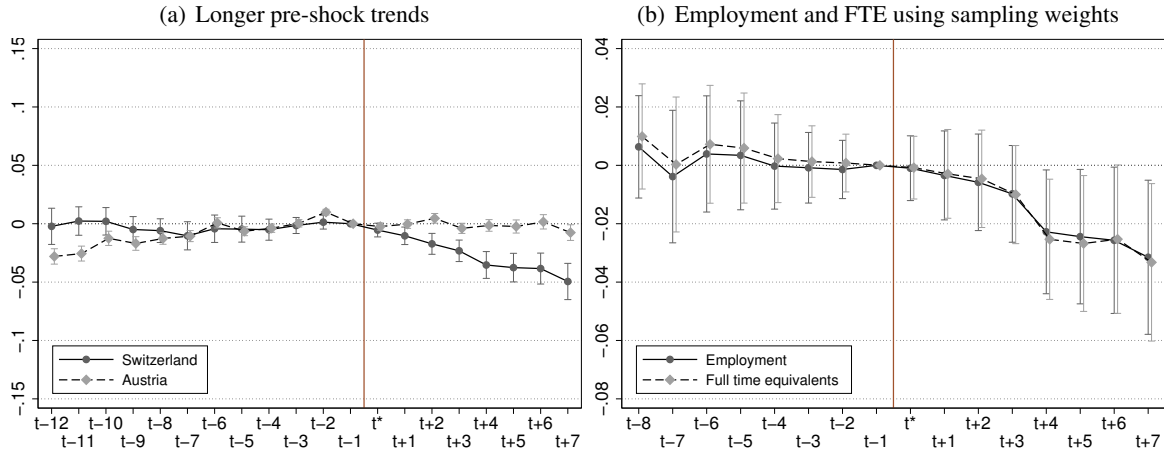 (a) Longer pre-shock trends
.15
.1
.05
0
-.05
-.1
-.15
Switzerland
Austria
t−12 t−10 t−8 t−6 t−4 t−2 t* t+2 t+4 t+6
t−11 t−9 t−7 t−5 t−3 t−1 t+1 t+3 t+5 t+7
(b) Employment and FTE using sampling weights
.04
.02
0
-.02
-.04
-.06
-.08
Employment
Full time equivalents
t−8 t−6 t−4 t−2 t* t+2 t+4 t+6
t−7 t−5 t−3 t−1 t+1 t+3 t+5 t+7